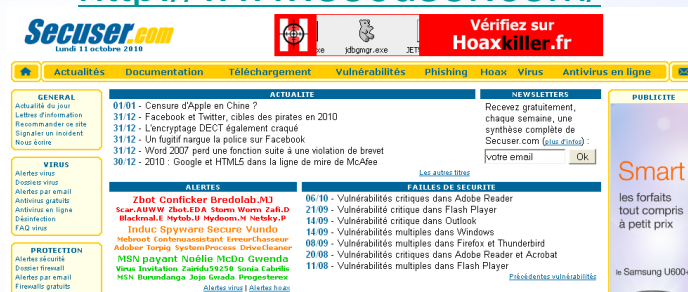 Secuser.com
lundi 11 octobre 2010
xe jdbgmgr.exe JETS
Vérifiez sur
Hoaxkiller.fr
Actualités Documentation Téléchargement Vulnérabilités Phishing Hoax Virus Antivirus en ligne
GENERAL
Actualité du jour
Lettres d'information
Recommander ce site
Signaler un incident
Nous écrire
VIRUS
Alertes virus
Dossiers virus
Alertes par email
Antivirus gratuits
Antivirus en ligne
Désinfection
FAQ virus
PROTECTION
Alertes sécurité
Dossier firewall
Alertes par email
Firewalls gratuits
ACTUALITE
01/01 - Censure d'Apple en Chine ?
31/12 - Facebook et Twitter, cibles des pirates en 2010
31/12 - L'encryptage DECT également craqué
31/12 - Un fugitif nargue la police sur Facebook
31/12 - Word 2007 perd une fonction suite à une violation de brevet
30/12 - 2010 : Google et HTML5 dans la ligne de mire de McAfee
Les autres titres
NEWSLETTERS
Recevez gratuitement,
chaque semaine, une
synthèse complète de
Secuser.com (plus d'infos) :
votre email Ok
ALERTES
Zbot Conficker Bredolab.MJ
Scar.AUWW Zbot.EDA Storm Worm Zafi.D
Blackmal.E Mytob.U Mydoom.M Netsky.P
Induc Spyware Secure Vundo
Mebroot Contenuassistant ErreurChasseur
Adober Torpig SystemProcess DriveCleaner
MSN payant Noélie McDo Gwenda
Virus Invitation Zairidu59250 Sonia Cabrilis
MSN Burundanga Jojo Gwada Progesterex
Alertes virus | Alertes hoax
FAILLES DE SECURITE
06/10 - Vulnérabilités critiques dans Adobe Reader
21/09 - Vulnérabilité critique dans Flash Player
14/09 - Vulnérabilité critique dans Outlook
14/09 - Vulnérabilités multiples dans Windows
08/09 - Vulnérabilités multiples dans Firefox et Thunderbird
20/08 - Vulnérabilités critiques dans Adobe Reader et Acrobat
11/08 - Vulnérabilités multiples dans Flash Player
Précédentes vulnérabilités
PUBLICITE
Smart
les forfaits
tout compris
à petit prix
le Samsung U600